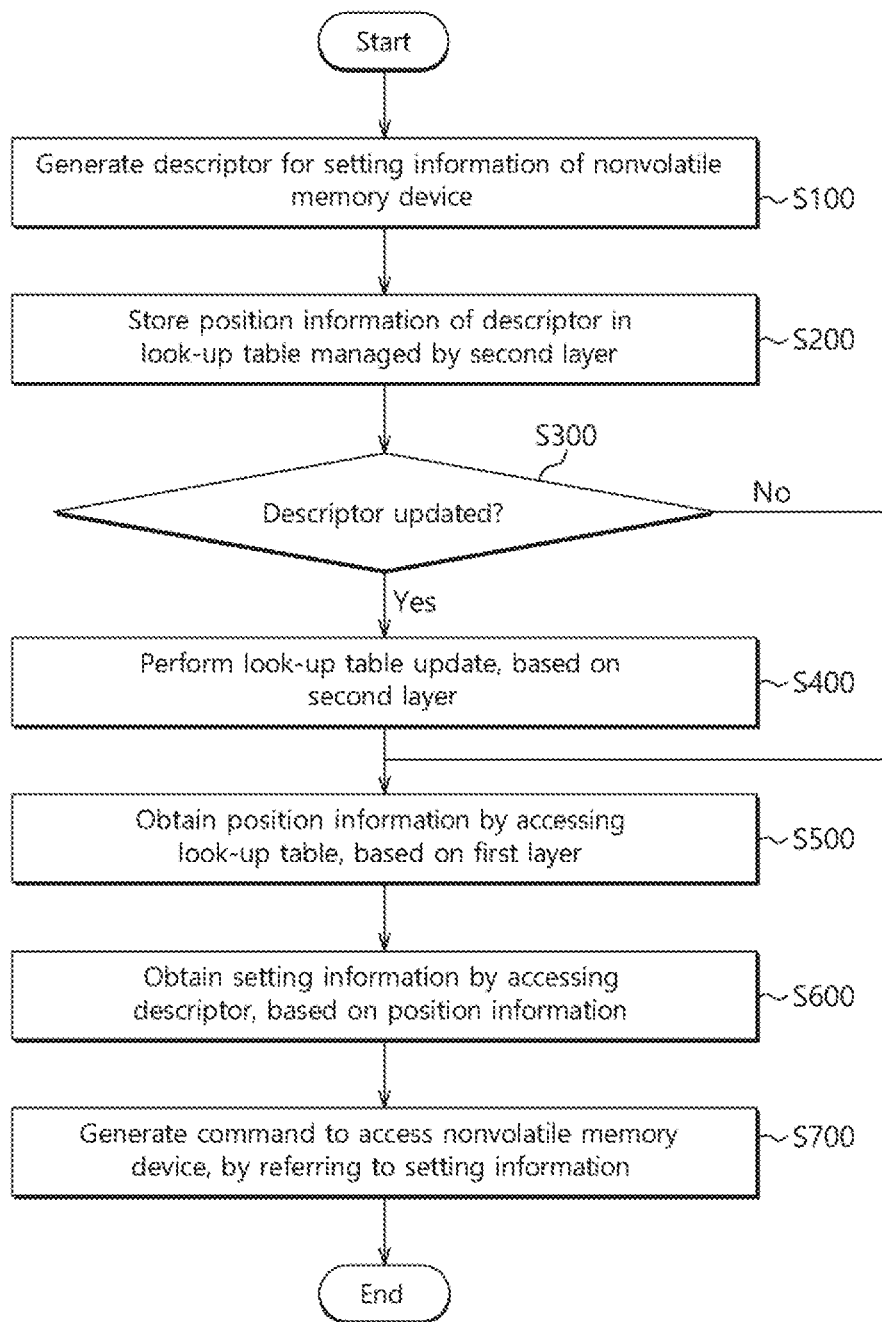 Start
Generate descriptor for setting information of nonvolatile
memory device
S100
Store position information of descriptor in
look-up table managed by second layer
S200
S300
Descriptor updated?
No
Yes
Perform look-up table update, based on
second layer
S400
Obtain position information by accessing
look-up table, based on first layer
S500
Obtain setting information by accessing
descriptor, based on position information
S600
Generate command to access nonvolatile memory
device, by referring to setting information
S700
End